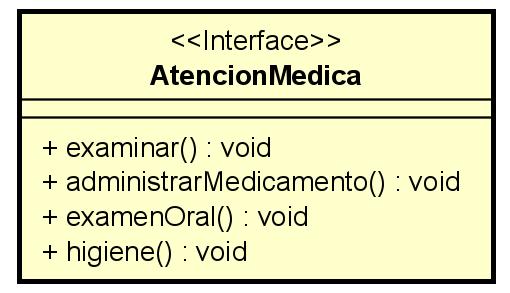 <<Interface>>
AtencionMedica
+ examinar() : void
+ administrarMedicamento() : void
+ examenOral() : void
+ higiene() : void